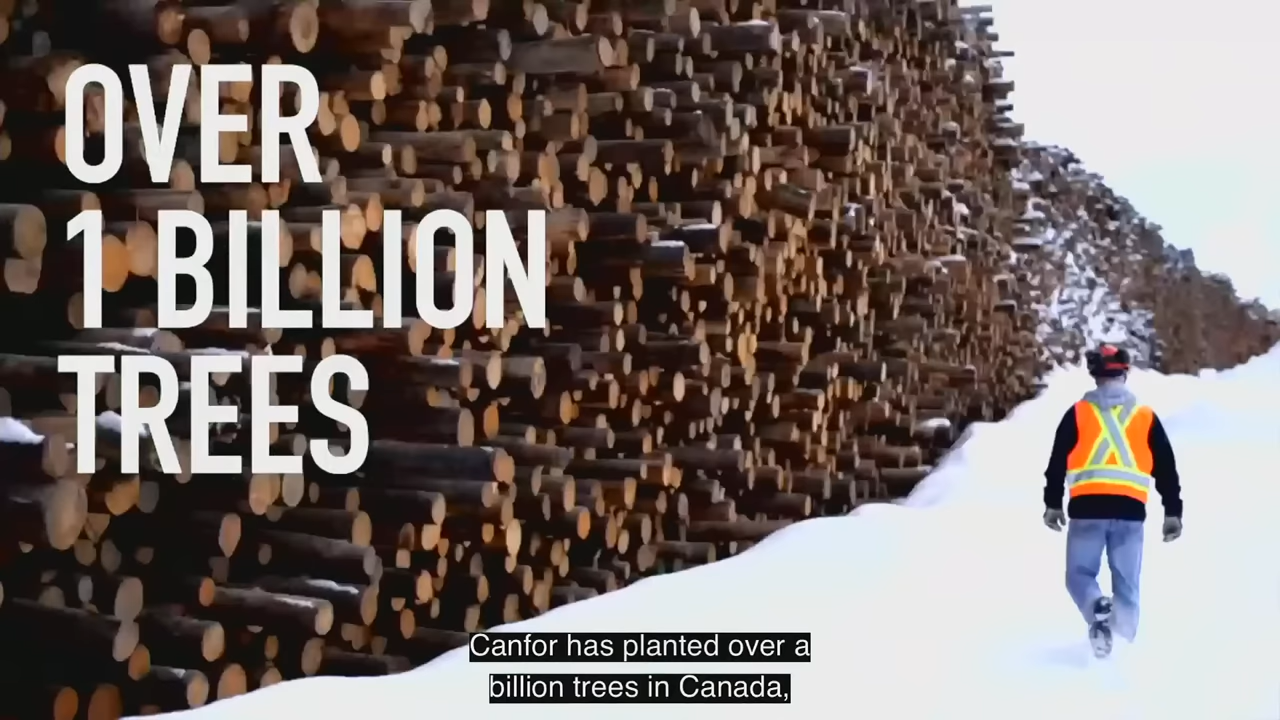 OVER
1 BILLION
TREES
Canfor has planted over a
billion trees in Canada,